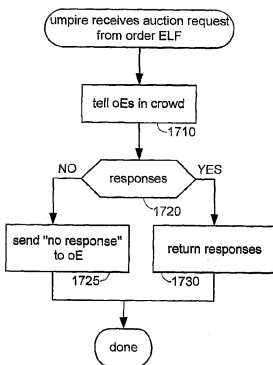 umpire receives auction request
from order ELF
tell oEs in crowd
1710
NO
responses
YES
1720
send "no response"
to oE
1725
return responses
1730
done